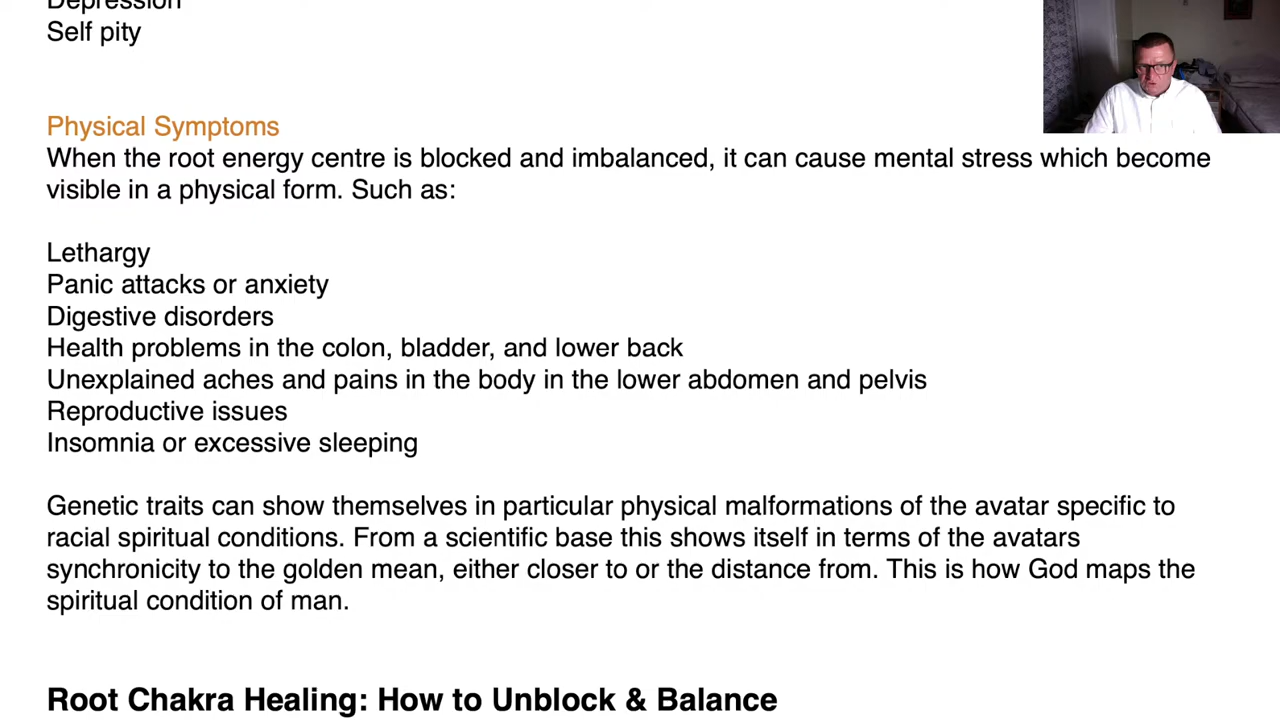 Depression
Self pity
Physical Symptoms
When the root energy centre is blocked and imbalanced, it can cause mental stress which become
visible in a physical form. Such as:
Lethargy
Panic attacks or anxiety
Digestive disorders
Health problems in the colon, bladder, and lower back
Unexplained aches and pains in the body in the lower abdomen and pelvis
Reproductive issues
Insomnia or excessive sleeping
Genetic traits can show themselves in particular physical malformations of the avatar specific to
racial spiritual conditions. From a scientific base this shows itself in terms of the avatars
synchronicity to the golden mean, either closer to or the distance from. This is how God maps the
spiritual condition of man.
Root Chakra Healing: How to Unblock & Balance